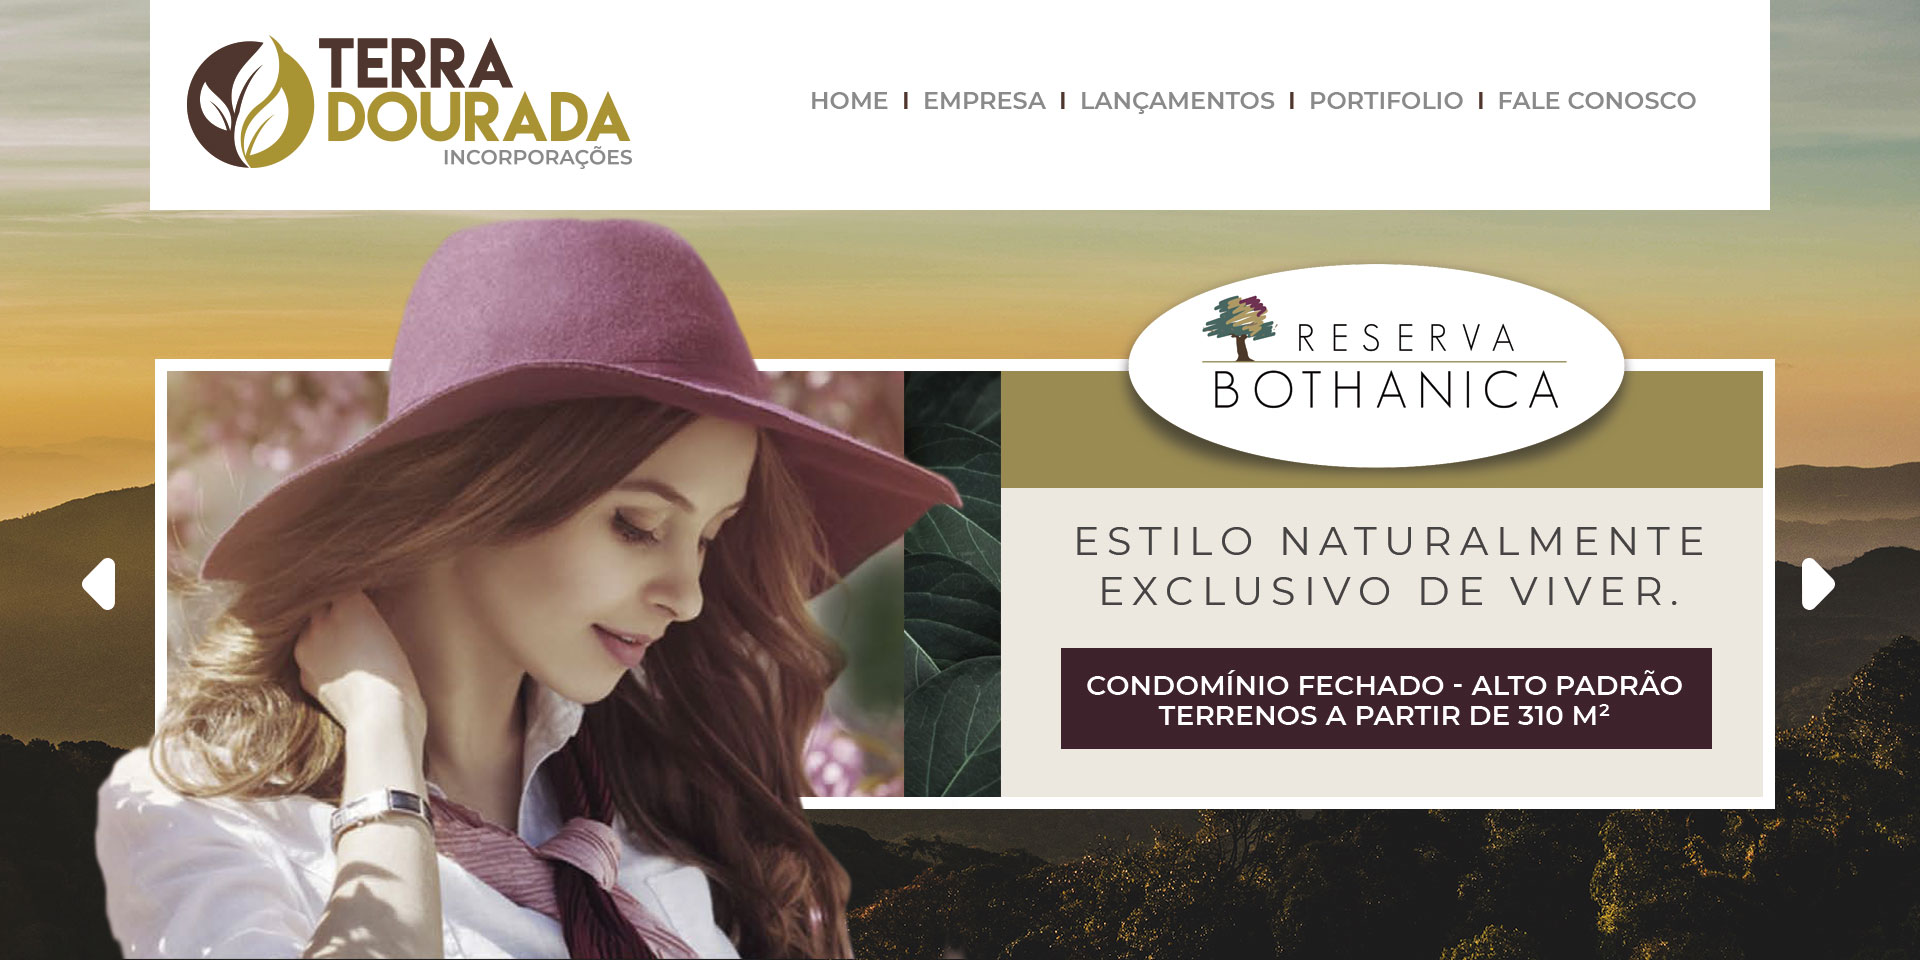 TERRA
DOURADA
INCORPORAÇÕES
HOME I EMPRESA I LANÇAMENTOS I PORTIFOLIO I FALE CONOSCO
RESERVA
BOTHANICA
ESTILO NATURALMENTE
EXCLUSIVO DE VIVER.
CONDOMÍNIO FECHADO - ALTO PADRÃO
TERRENOS A PARTIR DE 310 M²